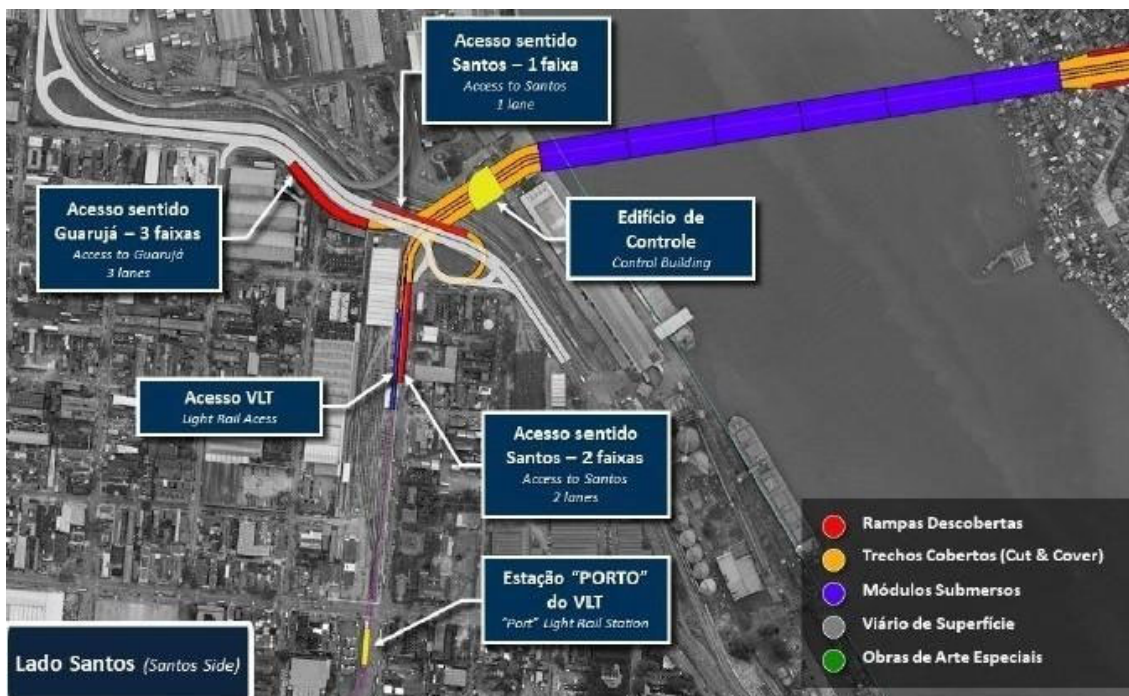 Acesso sentido
Santos – 1 faixa
Access to Santos
1 lane
Acesso sentido
Guarujá – 3 faixas
Access to Guarujá
3 lanes
Edifício de
Controle
Control Building
Acesso VLT
Light Rail Acess
Acesso sentido
Santos – 2 faixas
Access to Santos
2 lanes
Estação "PORTO"
do VLT
"Port" Light Rail Station
Rampas Descobertas
Trechos Cobertos (Cut & Cover)
Módulos Submersos
Viário de Superfície
Obras de Arte Especiais
Lado Santos (Santos Side)